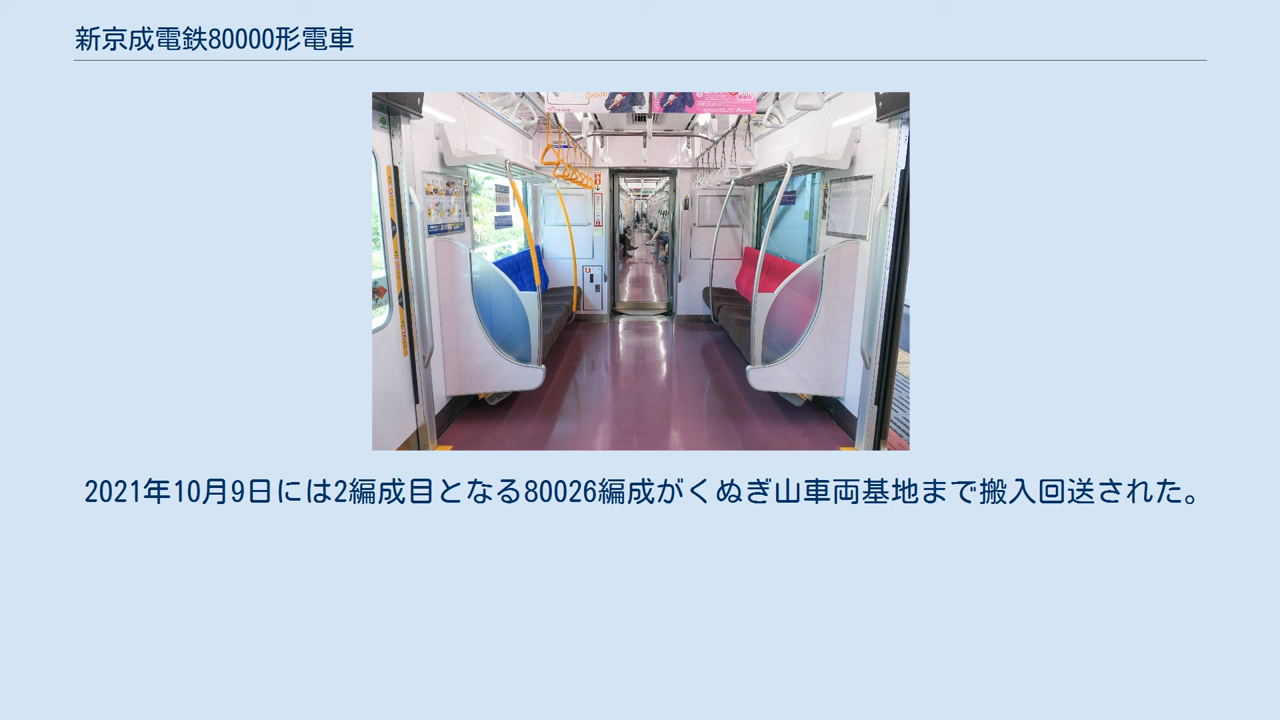 新京成電鉄80000形電車
2021年10月9日には2編成目となる80026編成がくぬぎ山車両基地まで搬入回送された。